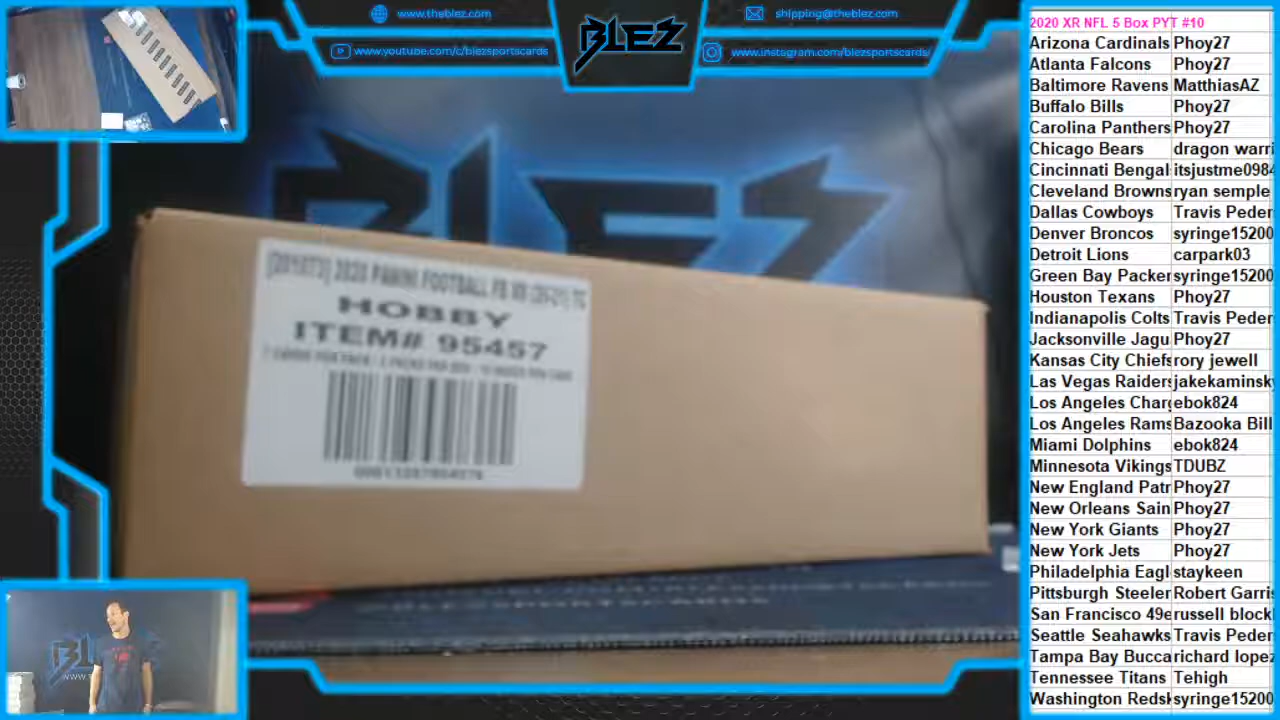 www.theblez.com
shipping@theblez.com
BLEZ
www.youtube.com/c/blezsportscards
www.instagram.com/blezsportscards/
BLEZ
2020 PANINI FOOTBALL
HOBBY
ITEM# 95457
BLEZSPORTSCARDS
2020 XR NFL 5 Box PYT #10
Arizona Cardinals Phoy27
Atlanta Falcons Phoy27
Baltimore Ravens MatthiasAZ
Buffalo Bills Phoy27
Carolina Panthers Phoy27
Chicago Bears dragon warri
Cincinnati Bengal itsjustme0984
Cleveland Browns ryan semple
Dallas Cowboys Travis Peder
Denver Broncos syringe15200
Detroit Lions carpark03
Green Bay Packer syringe15200
Houston Texans Phoy27
Indianapolis Colts Travis Peder
Jacksonville Jagu Phoy27
Kansas City Chiefs rory jewell
Las Vegas Raiders jakekaminsky
Los Angeles Char ebok824
Los Angeles Rams Bazooka Bill
Miami Dolphins ebok824
Minnesota Vikings TDUBZ
New England Patr Phoy27
New Orleans Sain Phoy27
New York Giants Phoy27
New York Jets Phoy27
Philadelphia Eagl staykeen
Pittsburgh Steeler Robert Garris
San Francisco 49e russell block
Seattle Seahawks Travis Peder
Tampa Bay Bucca richard lopez
Tennessee Titans Tehigh
Washington Redsk syringe15200